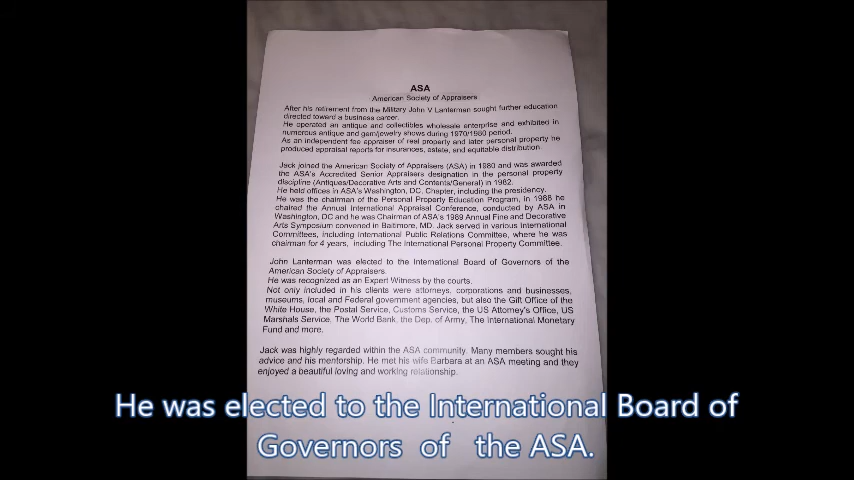 ASA
American Society of Appraisers
After his retirement from the Military John V Lanterman sought further education
directed toward a business career.
He operated an antique and collectibles wholesale enterprise and exhibited in
numerous antique and gem/jewelry shows during 1970/1980 period.
As an independent fee appraiser of real property and later personal property he
produced appraisal reports for insurances, estate, and equitable distribution.
Jack joined the American Society of Appraisers (ASA) in 1980 and was awarded
the ASA's Accredited Senior Appraisers designation in the personal property
discipline (Antiques/Decorative Arts and Contents/General) in 1982.
He held offices in ASA's Washington, DC, Chapter, including the presidency.
He was the chairman of the Personal Property Education Program, in 1988 he
chaired the Annual International Appraisal Conference, conducted by ASA in
Washington, DC and he was Chairman of ASA's 1989 Annual Fine and Decorative
Arts Symposium convened in Baltimore, MD. Jack served in various International
Committees, including International Public Relations Committee, where he was
chairman for 4 years, including The International Personal Property Committee.
John Lanterman was elected to the International Board of Governors of the
American Society of Appraisers.
He was recognized as an Expert Witness by the courts.
Not only included in his clients were attorneys, corporations and businesses,
museums, local and Federal government agencies, but also the Gift Office of the
White House, the Postal Service, Customs Service, the US Attorney's Office, US
Marshals Service, The World Bank, the Dep. of Army, The International Monetary
Fund and more.
Jack was highly regarded within the ASA community. Many members sought his
advice and his mentorship. He met his wife Barbara at an ASA meeting and they
enjoyed a beautiful loving and working relationship.
He was elected to the International Board of
Governors of the ASA.